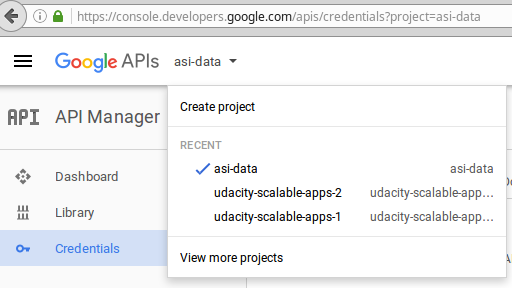 https://console.developers.google.com/apis/credentials?project=asi-data
Google APIs asi-data
API API Manager
Create project
RECENT
asi-data asi-data
udacity-scalable-apps-2 udacity-scalable-app...
udacity-scalable-apps-1 udacity-scalable-app...
View more projects
Dashboard
Library
Credentials